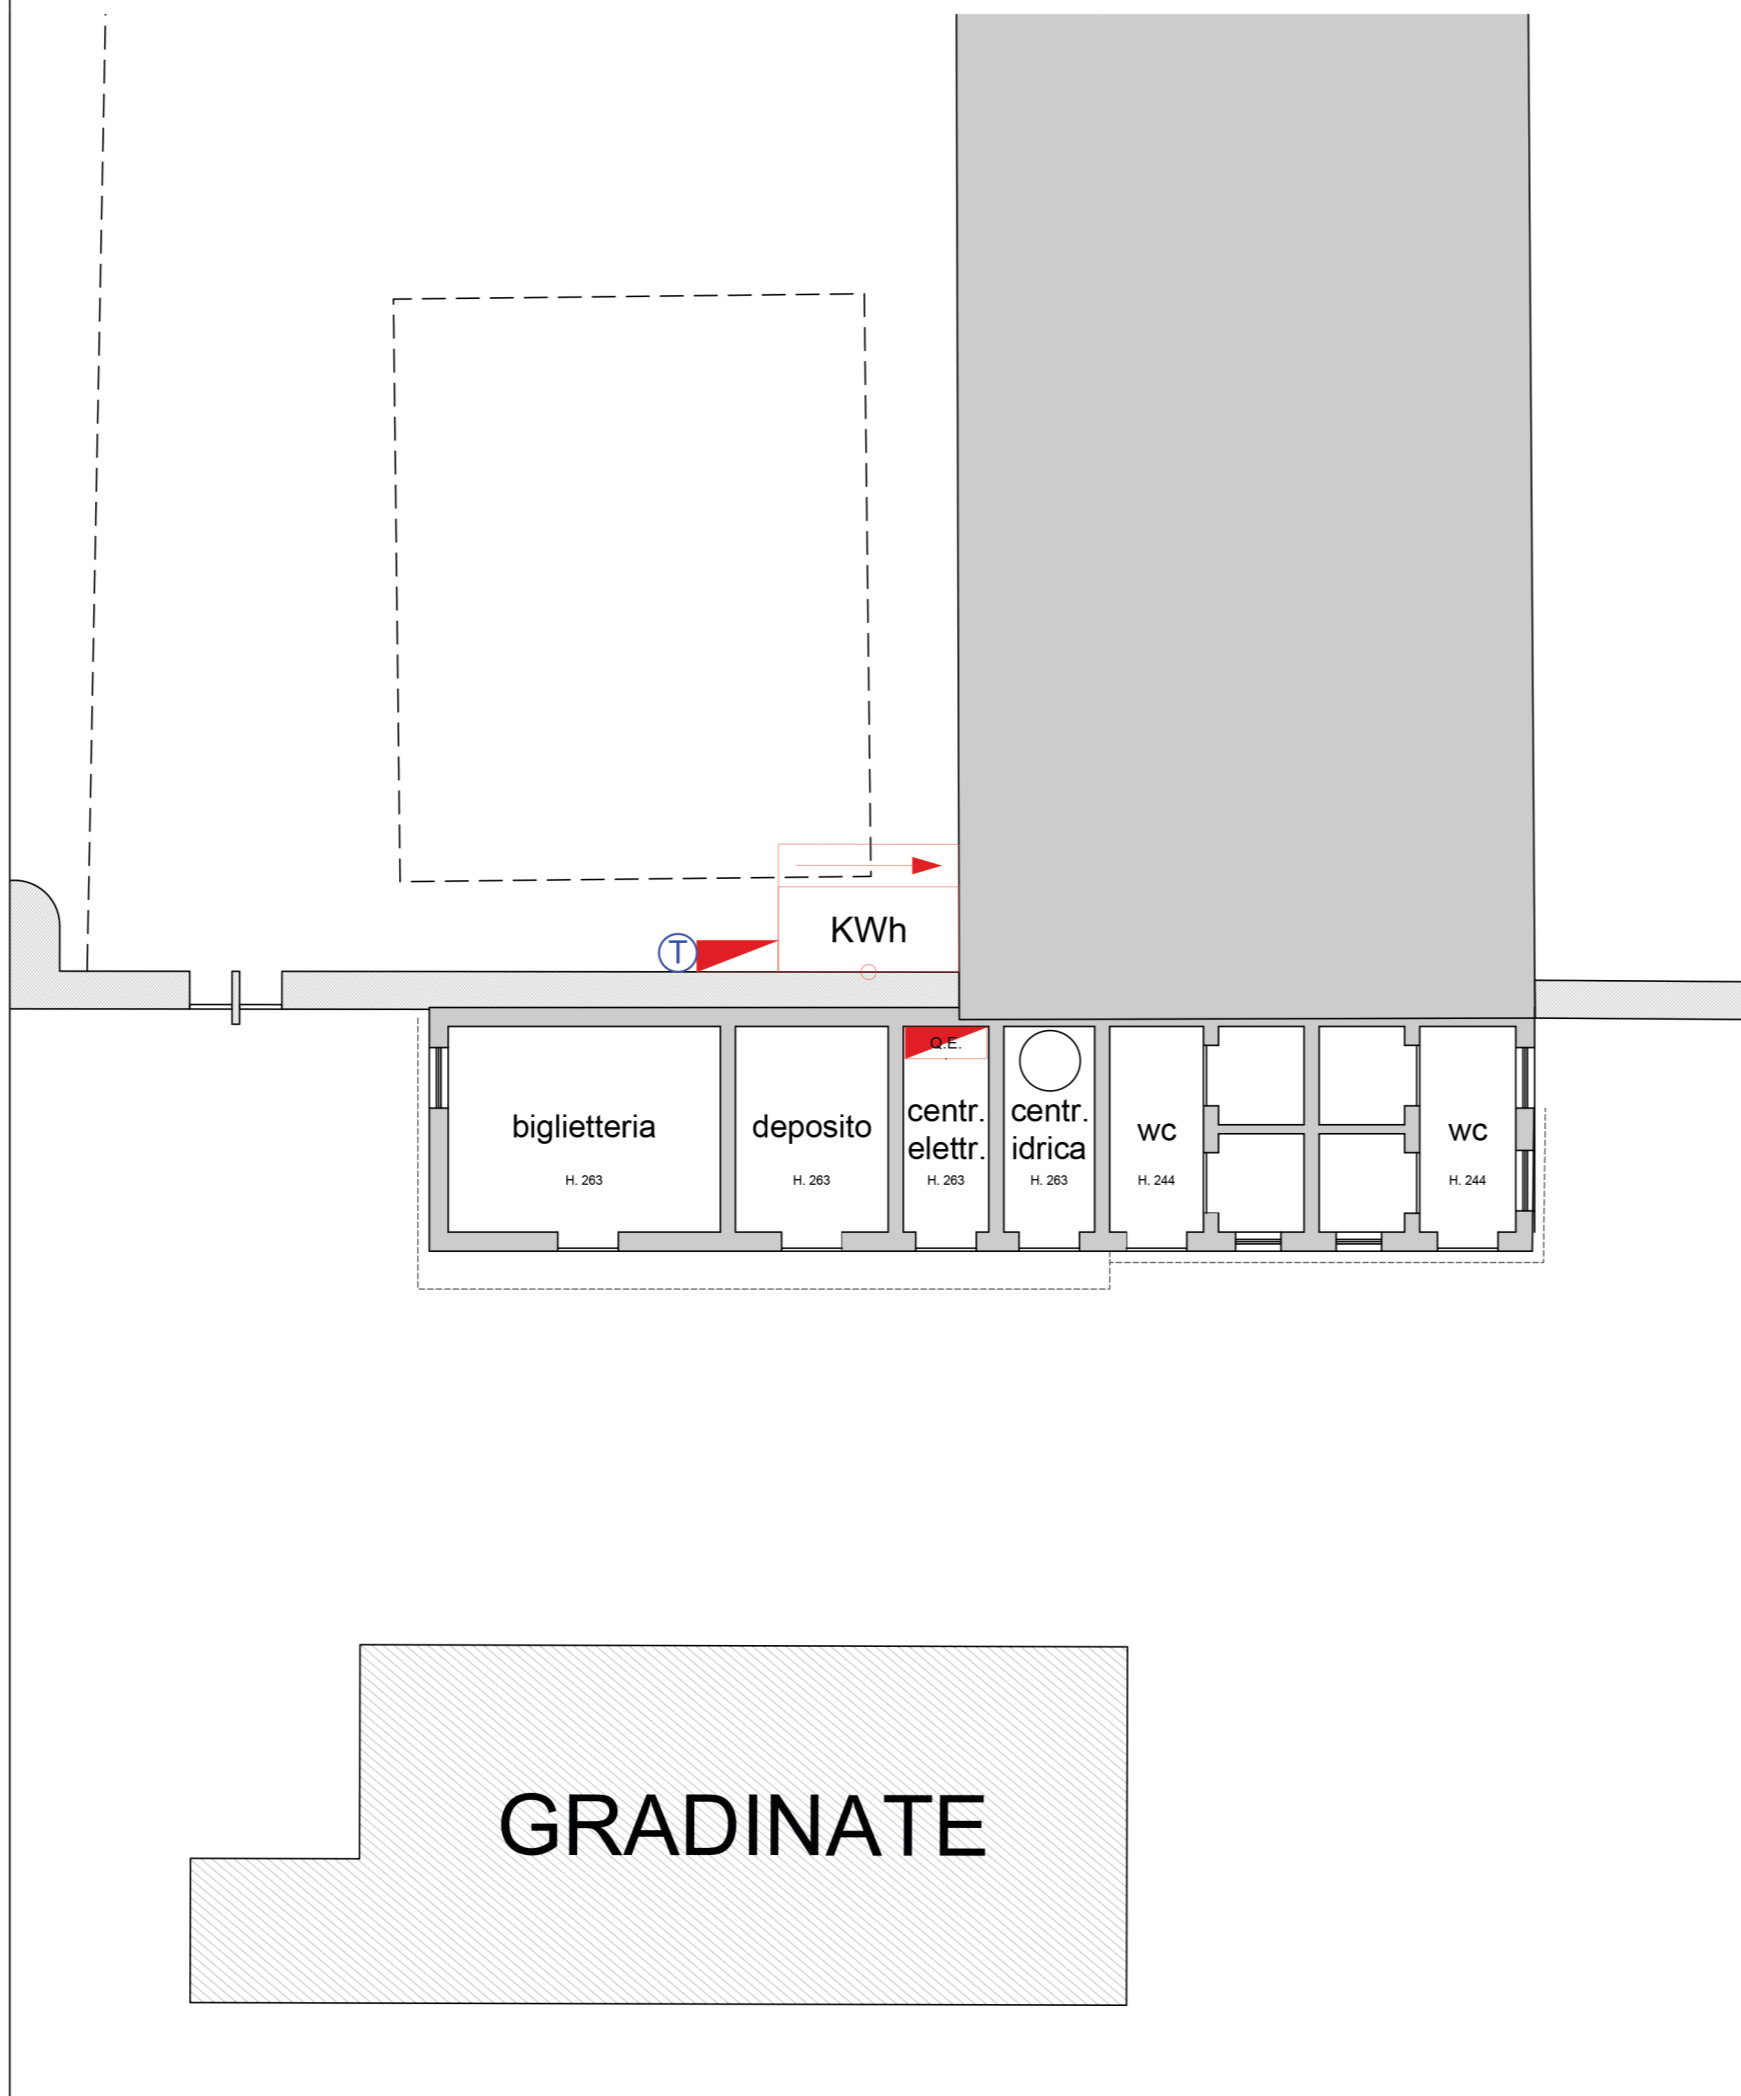 KWh
T
Q.E.
biglietteria
H. 263
deposito
H. 263
centr.
elettr.
H. 263
centr.
idrica
H. 263
wc
H. 244
wc
H. 244
GRADINATE